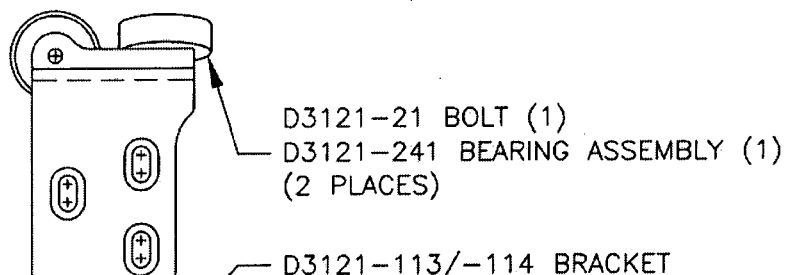 D3121-21 BOLT (1)
D3121-241 BEARING ASSEMBLY (1)
(2 PLACES)
D3121-113/-114 BRACKET